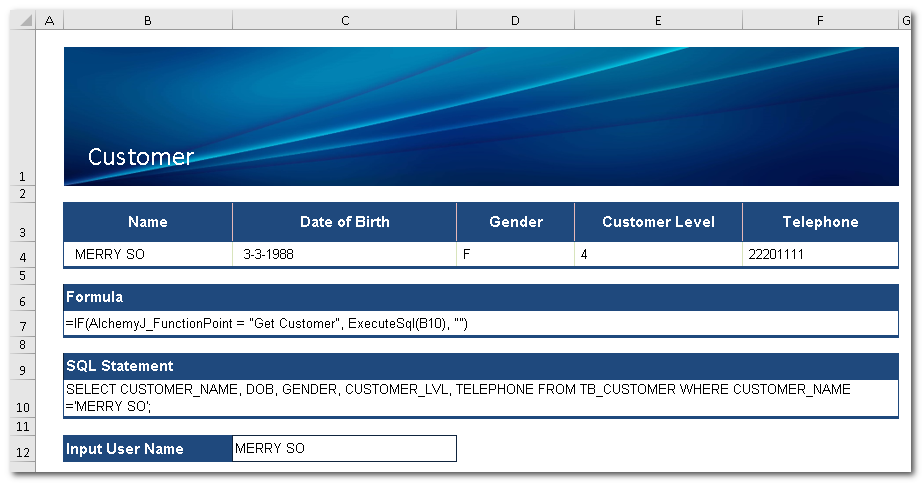 A B C D E F G
1 Customer
2
3 Name Date of Birth Gender Customer Level Telephone
4 MERRY SO 3-3-1988 F 4 22201111
5
6 Formula
7 =IF(AlchemyJ_FunctionPoint = "Get Customer", ExecuteSql(B10), "")
8
9 SQL Statement
SELECT CUSTOMER_NAME, DOB, GENDER, CUSTOMER_LVL, TELEPHONE FROM TB_CUSTOMER WHERE CUSTOMER_NAME
10 ='MERRY SO';
11
12 Input User Name MERRY SO